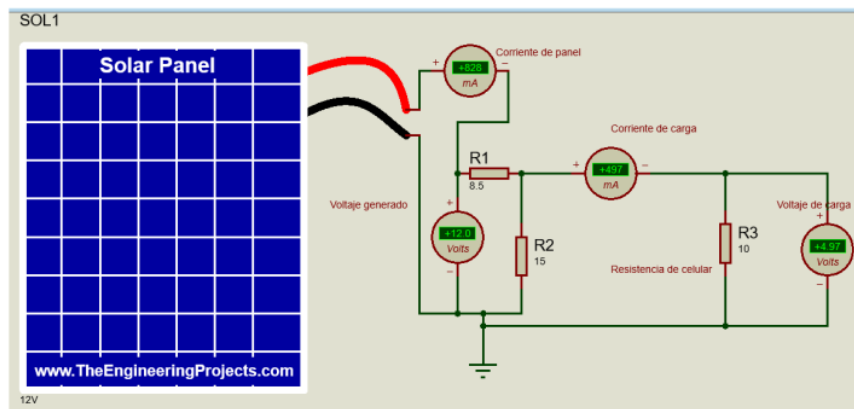 SOL1
Solar Panel
www.TheEngineeringProjects.com
12V
Corriente de panel
+ −
+828
mA
Corriente de carga
+ −
+497
mA
R1
8.5
Voltaje generado
+
+12.0
Volts
−
R2
15
R3
10
Resistencia de celular
Voltaje de carga
+
+4.97
Volts
−